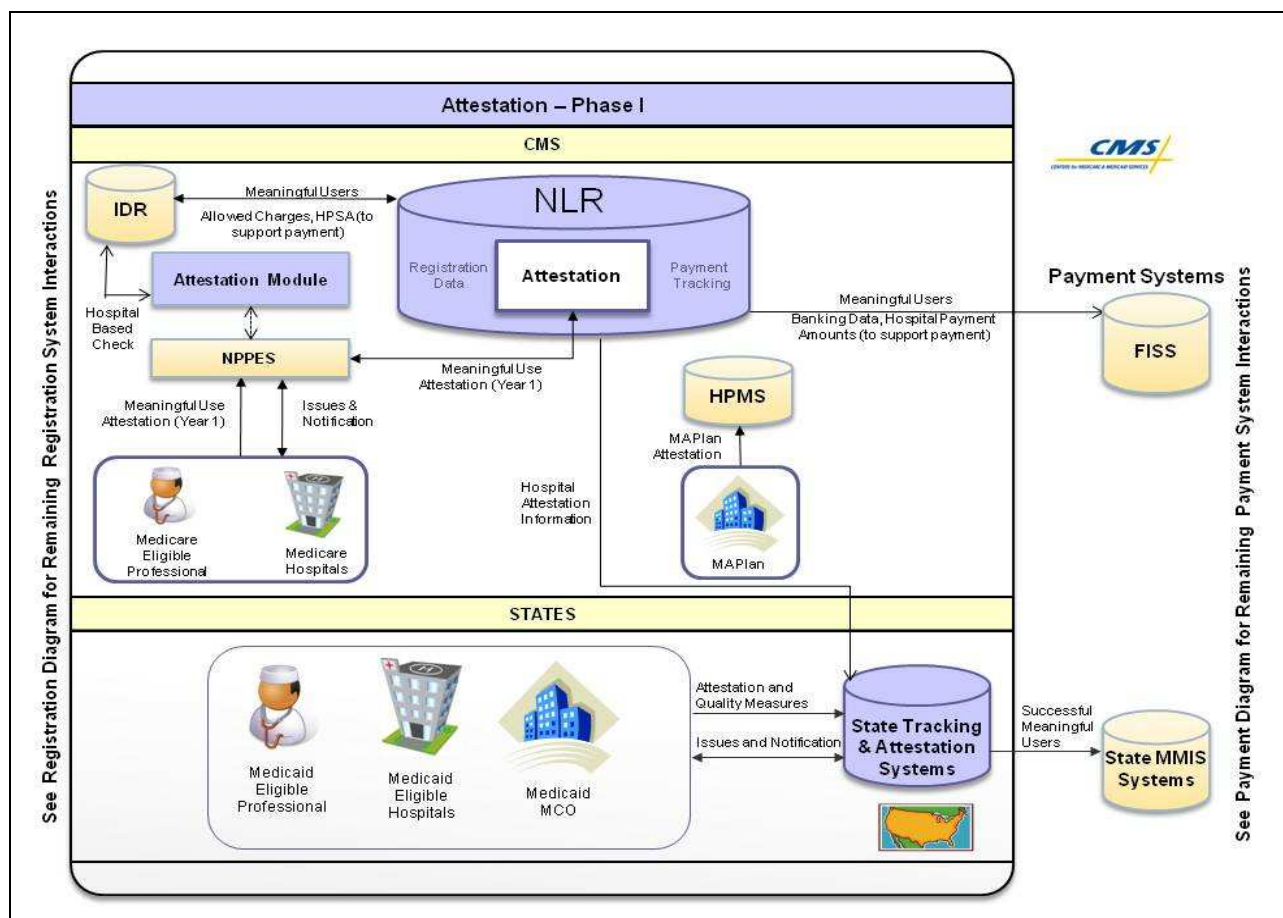 Attestation – Phase I
CMS
CMS
CENTERS for MEDICARE & MEDICAID SERVICES
See Registration Diagram for Remaining Registration System Interactions
IDR
Meaningful Users
Allowed Charges, HPSA (to
support payment)
NLR
Registration
Data
Attestation
Payment
Tracking
Attestation Module
Hospital
Based
Check
NPPES
Meaningful Use
Attestation (Year 1)
Meaningful Users
Banking Data, Hospital Payment
Amounts (to support payment)
Payment Systems
FISS
Meaningful Use
Attestation (Year 1)
Issues &
Notification
HPMS
MAPlan
Attestation
Medicare
Eligible
Professional
Medicare
Hospitals
Hospital
Attestation
Information
MAPlan
See Payment Diagram for Remaining Payment System Interactions
STATES
H
H
Medicaid
Eligible
Professional
Medicaid
Eligible
Hospitals
Medicaid
MCO
Attestation and
Quality Measures
Issues and Notification
State Tracking
& Attestation
Systems
Successful
Meaningful
Users
State MMIS
Systems